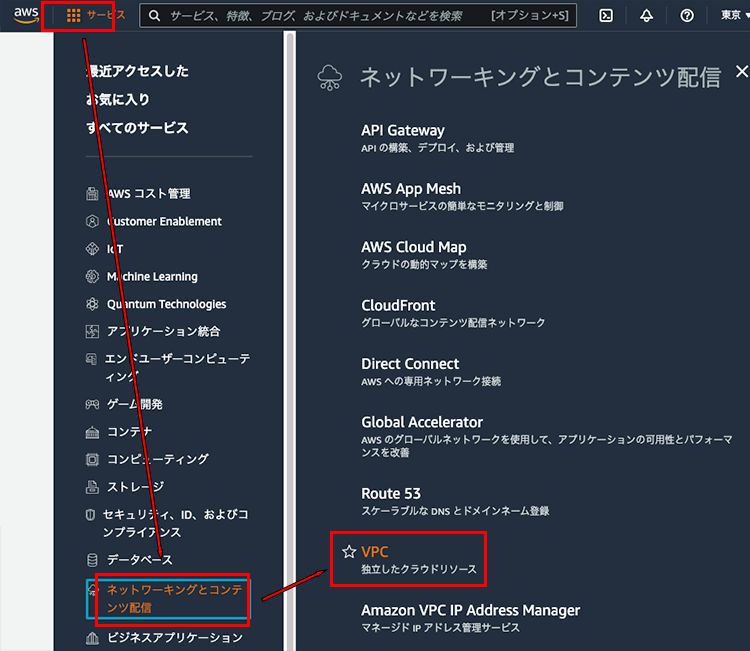 aws
サービス
サービス、特徴、ブログ、およびドキュメントなどを検索
[オプション+S]
東京
最近アクセスした
お気に入り
すべてのサービス
AWS コスト管理
Customer Enablement
IoT
Machine Learning
Quantum Technologies
アプリケーション統合
エンドユーザーコンピューテ
ィング
ゲーム開発
コンテナ
コンピューティング
ストレージ
セキュリティ、ID、およびコ
ンプライアンス
データベース
ネットワーキングとコンテ
ンツ配信
ビジネスアプリケーション
ネットワーキングとコンテンツ配信
API Gateway
API の構築、デプロイ、および管理
AWS App Mesh
マイクロサービスの簡単なモニタリングと制御
AWS Cloud Map
クラウドの動的マップを構築
CloudFront
グローバルなコンテンツ配信ネットワーク
Direct Connect
AWS への専用ネットワーク接続
Global Accelerator
AWS のグローバルネットワークを使用して、アプリケーションの可用性とパフォーマ
ンスを改善
Route 53
スケーラブルな DNS とドメインネーム登録
VPC
独立したクラウドリソース
Amazon VPC IP Address Manager
マネージド IP アドレス管理サービス